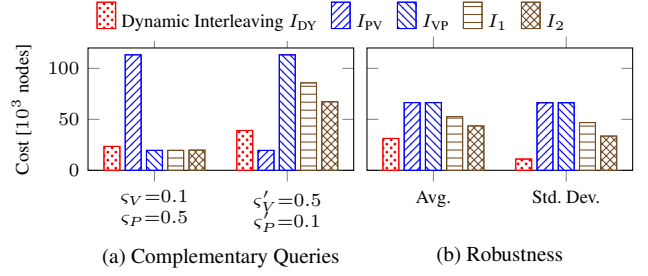 Dynamic Interleaving I_DY I_PV I_VP I_1 I_2
Cost [10^3 nodes]
100
50
0
ς_V=0.1
ς_P=0.5
ς'_V=0.5
ς'_P=0.1
Avg.
Std. Dev.
(a) Complementary Queries
(b) Robustness